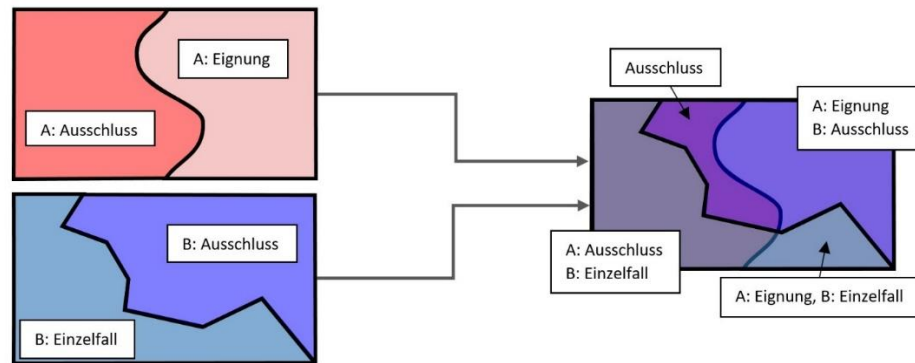 A: Eignung
A: Ausschluss
B: Ausschluss
B: Einzelfall
Ausschluss
A: Eignung
B: Ausschluss
A: Ausschluss
B: Einzelfall
A: Eignung, B: Einzelfall